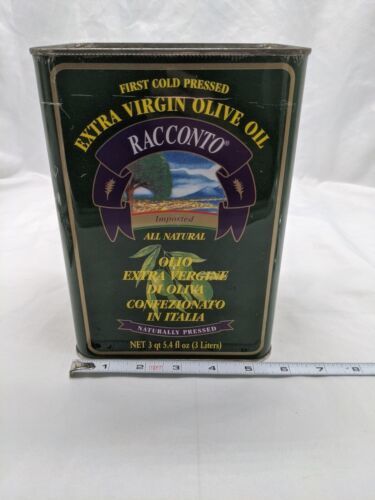 FIRST COLD PRESSED
EXTRA VIRGIN OLIVE OIL
RACCONTO®
Imported
ALL NATURAL
OLIO
EXTRA VERGINE
DI OLIVA
CONFEZIONATO
IN ITALIA
NATURALLY PRESSED
NET 3 qt 5.4 fl oz (3 Liters)
1 2 3 4 5 6 7 8